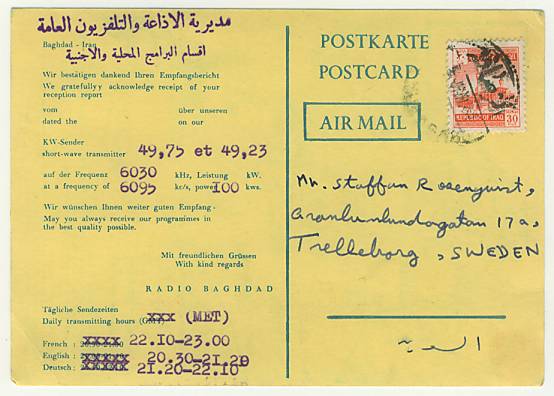 مديرية الاذاعة والتلفزيون العامة
Baghdad - Iraq
اقسام البرامج المحلية والاجنبية
Wir bestätigen dankend Ihren Empfangsbericht
We gratefullyy acknowledge receipt of your
reception report
vom über unseren
dated the on our
KW-Sender
short-wave transmitter 49,75 et 49,23
auf der Frequenz 6030 kHz, Leistung kW.
at a frequency of 6095 kc/s, power 100 kws.
Wir wünschen Ihnen weiter guten Empfang -
May you always receive our programmes in
the best quality possible.
Mit freundlichen Grüssen
With kind regards
RADIO BAGHDAD
Tägliche Sendezeiten
Daily transmitting hours xxx (MET)
French : xxxx 22.10-23.00
English : 20.30-21.20
Deutsch : 21.20-22.10
POSTKARTE
POSTCARD
AIR MAIL
REPUBLIC OF IRAQ
30
Mr. Staffan Rosenquist,
17a,
Trelleborg, SWEDEN